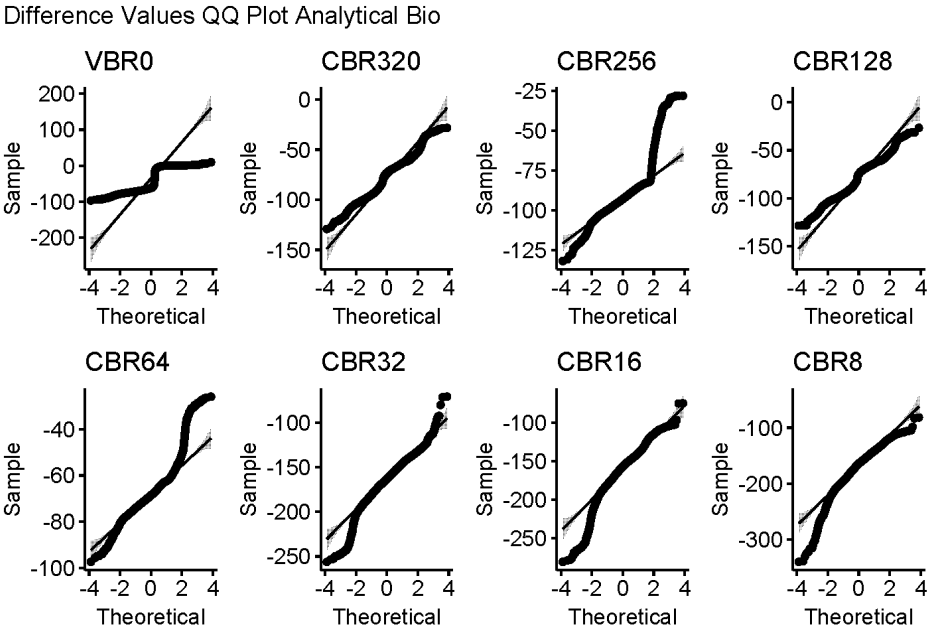 Difference Values QQ Plot Analytical Bio
VBR0 CBR320 CBR256 CBR128
Sample 200 100 0 -100 -200
-4 -2 0 2 4
Theoretical
Sample 0 -50 -100 -150
-4 -2 0 2 4
Theoretical
Sample -25 -50 -75 -100 -125
-4 -2 0 2 4
Theoretical
Sample 0 -50 -100 -150
-4 -2 0 2 4
Theoretical
CBR64 CBR32 CBR16 CBR8
Sample -40 -60 -80 -100
-4 -2 0 2 4
Theoretical
Sample -100 -150 -200 -250
-4 -2 0 2 4
Theoretical
Sample -100 -150 -200 -250
-4 -2 0 2 4
Theoretical
Sample -100 -200 -300
-4 -2 0 2 4
Theoretical